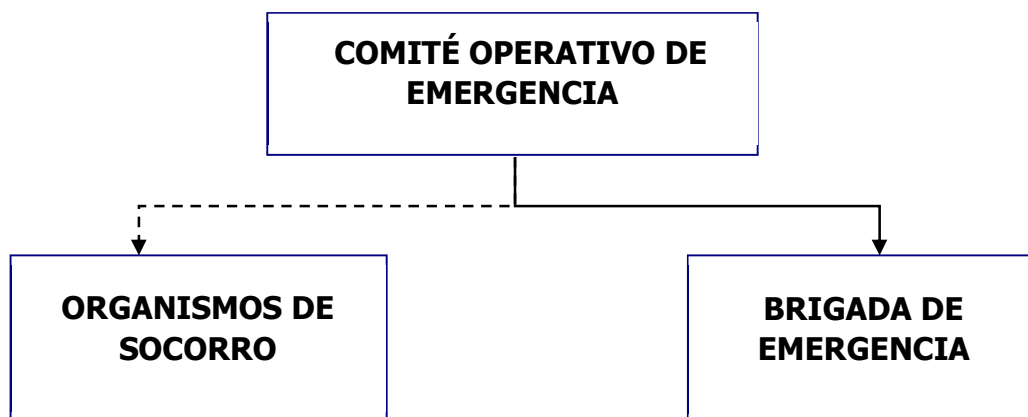 COMITÉ OPERATIVO DE
EMERGENCIA
ORGANISMOS DE
SOCORRO
BRIGADA DE
EMERGENCIA